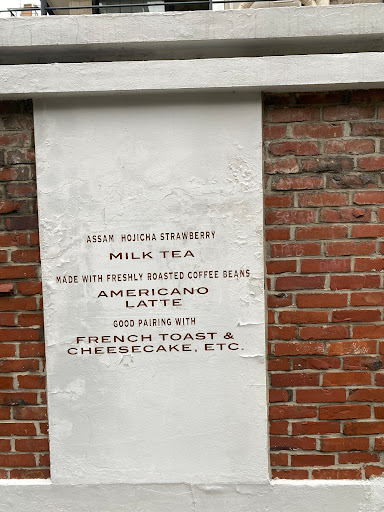 ASSAM HOJICHA STRAWBERRY
MILK TEA
MADE WITH FRESHLY ROASTED COFFEE BEANS
AMERICANO
LATTE
GOOD PAIRING WITH
FRENCH TOAST &
CHEESECAKE, ETC.